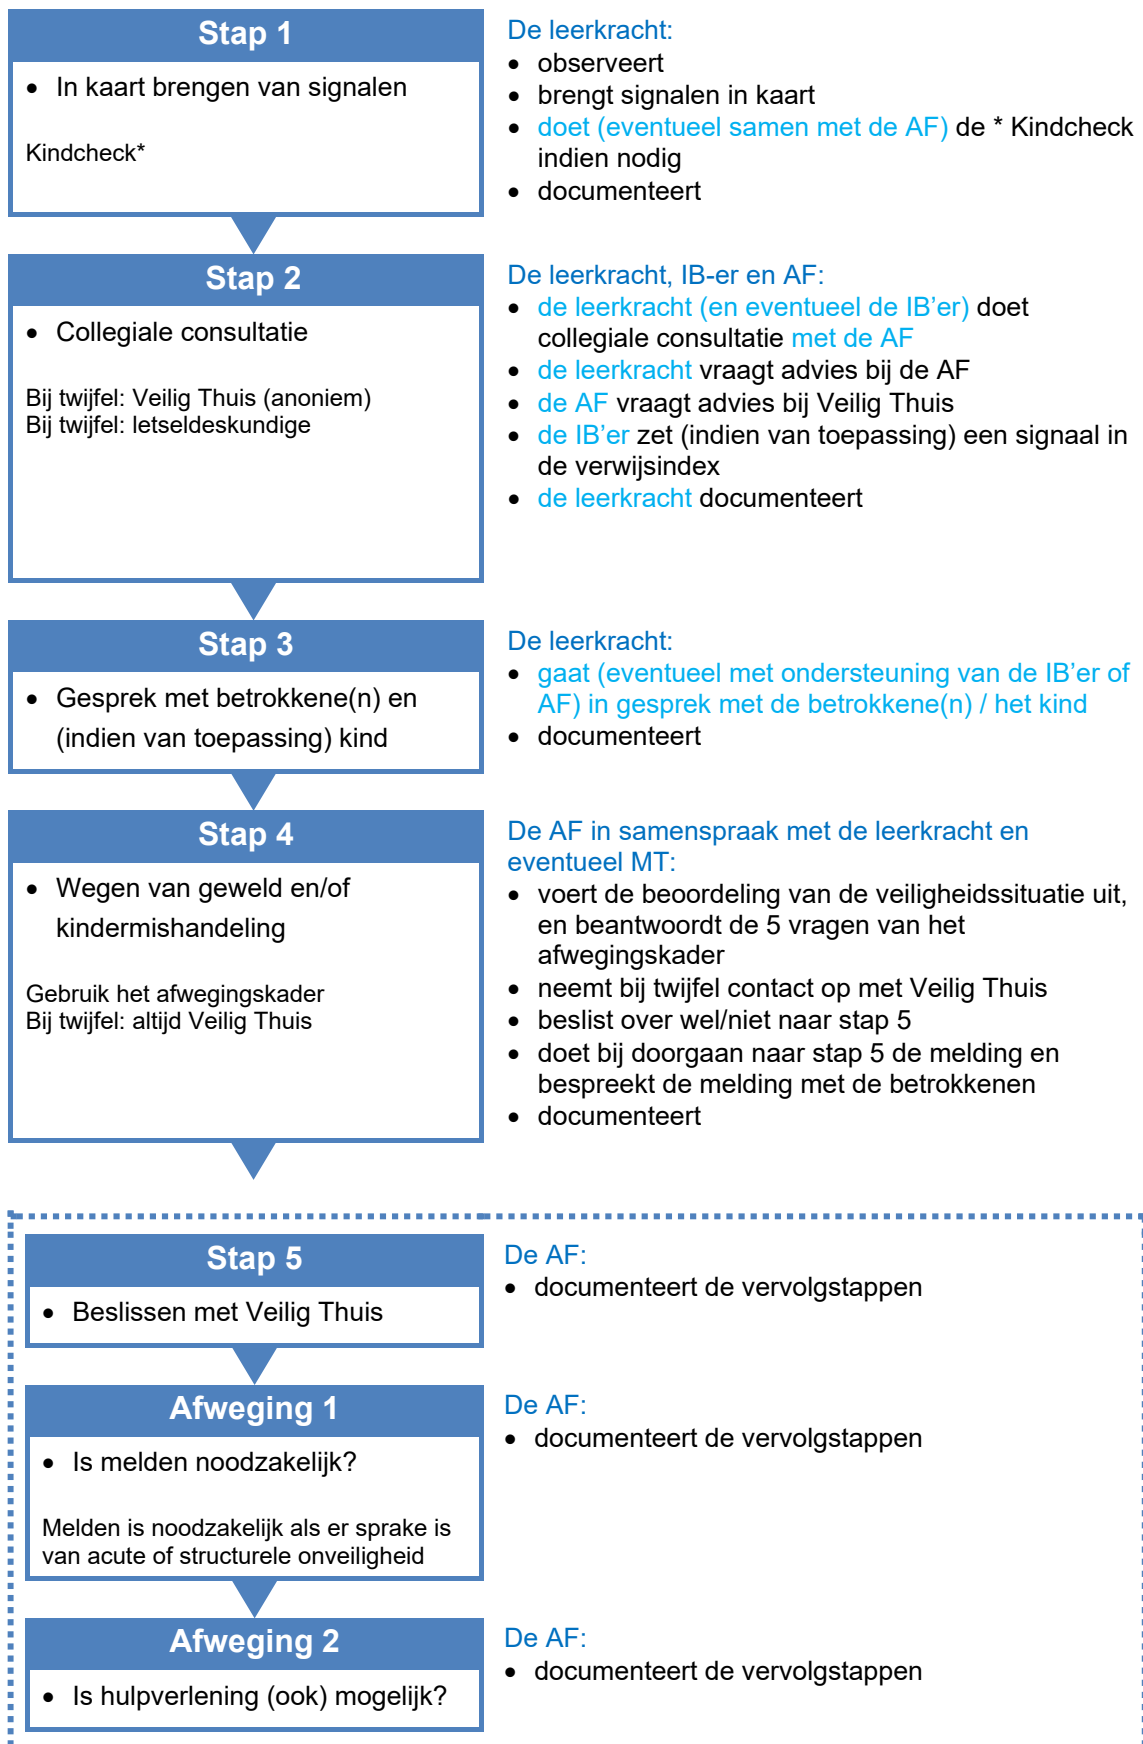 Stap 1
• In kaart brengen van signalen
Kindcheck*
De leerkracht:
• observeert
• brengt signalen in kaart
• doet (eventueel samen met de AF) de * Kindcheck
indien nodig
• documenteert
Stap 2
• Collegiale consultatie
Bij twijfel: Veilig Thuis (anoniem)
Bij twijfel: letseldeskundige
De leerkracht, IB-er en AF:
• de leerkracht (en eventueel de IB’er) doet
collegiale consultatie met de AF
• de leerkracht vraagt advies bij de AF
• de AF vraagt advies bij Veilig Thuis
• de IB’er zet (indien van toepassing) een signaal in
de verwijsindex
• de leerkracht documenteert
Stap 3
• Gesprek met betrokkene(n) en
(indien van toepassing) kind
De leerkracht:
• gaat (eventueel met ondersteuning van de IB’er of
AF) in gesprek met de betrokkene(n) / het kind
• documenteert
Stap 4
• Wegen van geweld en/of
kindermishandeling
Gebruik het afwegingskader
Bij twijfel: altijd Veilig Thuis
De AF in samenspraak met de leerkracht en
eventueel MT:
• voert de beoordeling van de veiligheidssituatie uit,
en beantwoordt de 5 vragen van het
afwegingskader
• neemt bij twijfel contact op met Veilig Thuis
• beslist over wel/niet naar stap 5
• doet bij doorgaan naar stap 5 de melding en
bespreekt de melding met de betrokkenen
• documenteert
Stap 5
• Beslissen met Veilig Thuis
De AF:
• documenteert de vervolgstappen
Afweging 1
• Is melden noodzakelijk?
Melden is noodzakelijk als er sprake is
van acute of structurele onveiligheid
De AF:
• documenteert de vervolgstappen
Afweging 2
• Is hulpverlening (ook) mogelijk?
De AF:
• documenteert de vervolgstappen